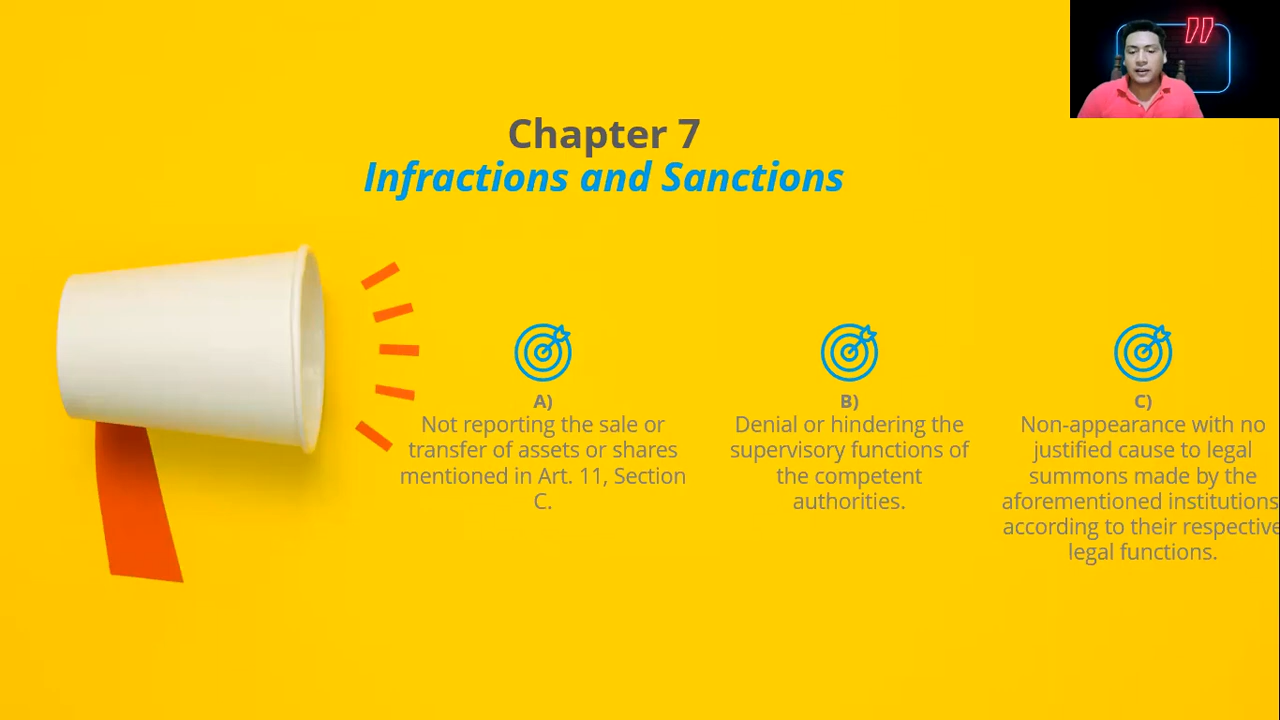 Chapter 7
Infractions and Sanctions
A)
Not reporting the sale or
transfer of assets or shares
mentioned in Art. 11, Section
C.
B)
Denial or hindering the
supervisory functions of
the competent
authorities.
C)
Non-appearance with no
justified cause to legal
summons made by the
aforementioned institutions
according to their respective
legal functions.